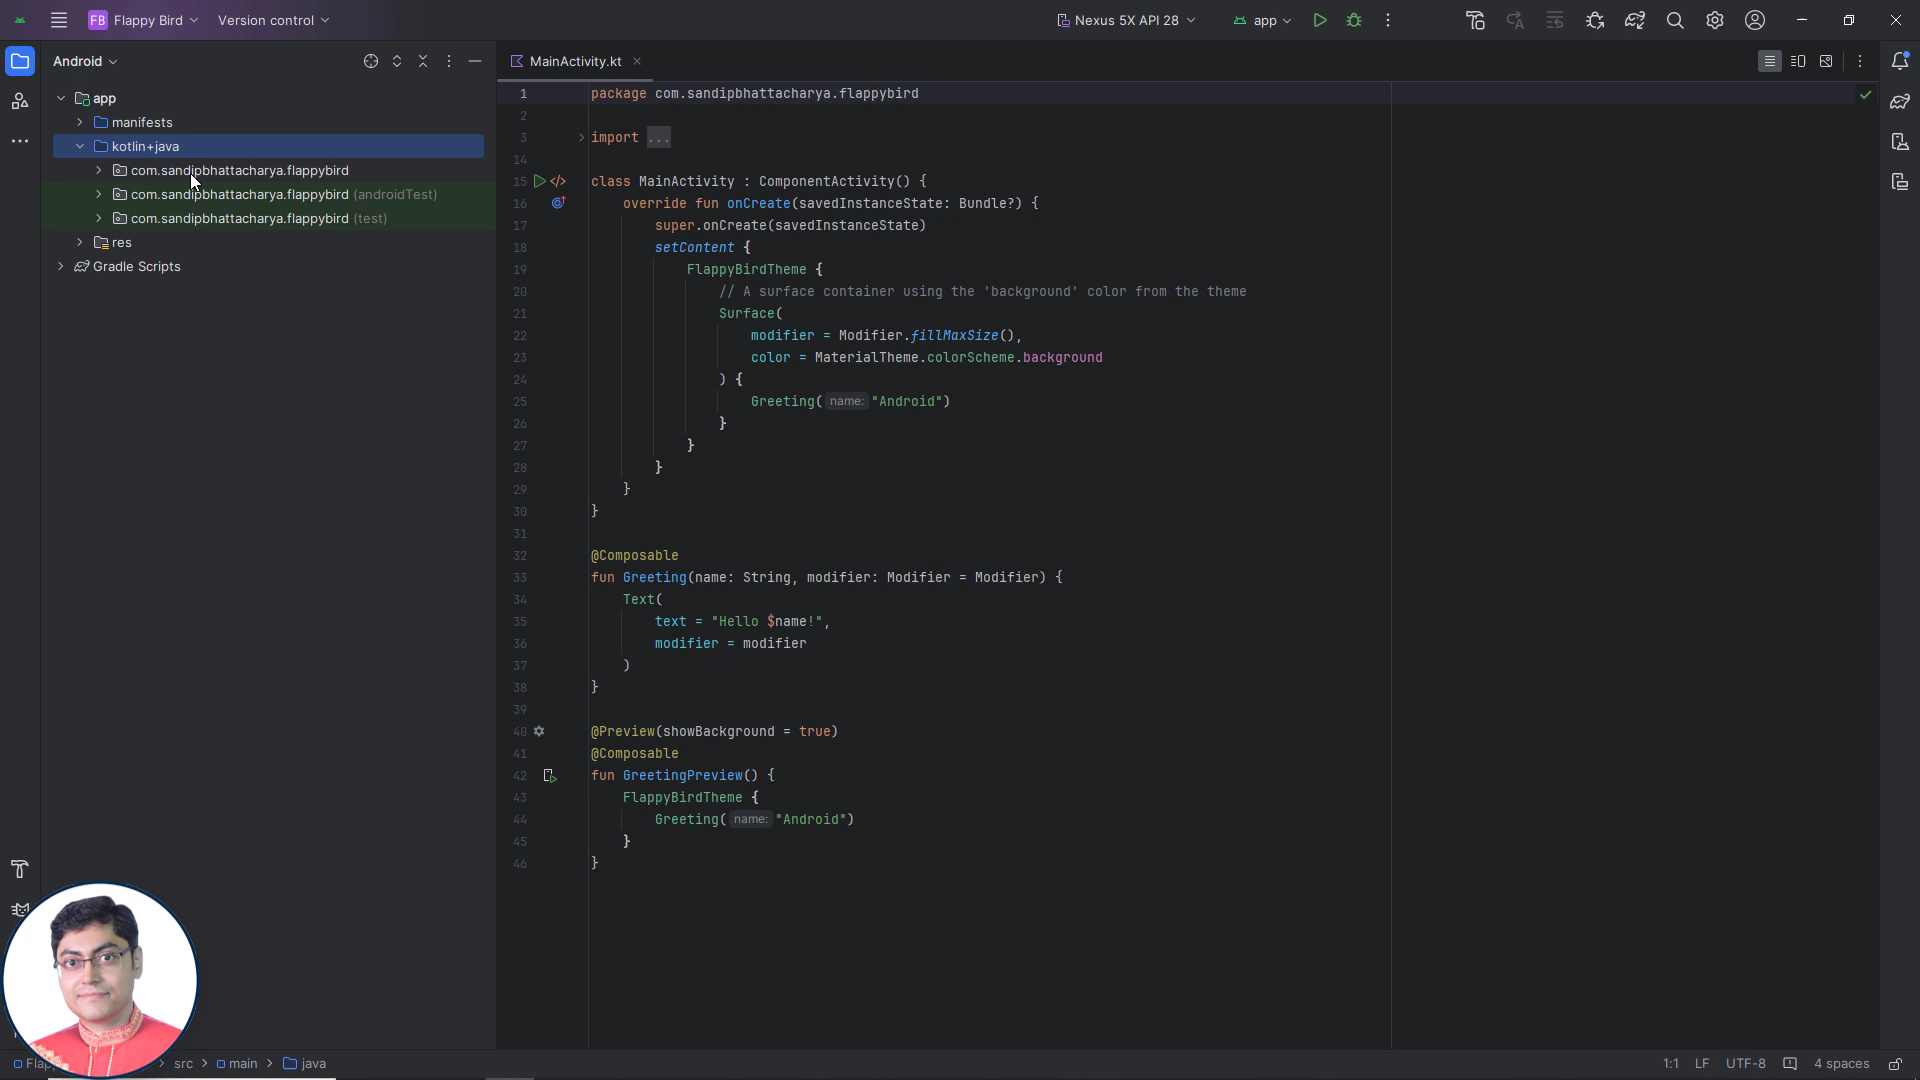 FB Flappy Bird Version control Nexus 5X API 28 app
Android
app
manifests
kotlin+java
com.sandipbhattacharya.flappybird
com.sandipbhattacharya.flappybird (androidTest)
com.sandipbhattacharya.flappybird (test)
res
Gradle Scripts
MainActivity.kt
1 package com.sandipbhattacharya.flappybird
2
3 import ...
14
15 class MainActivity : ComponentActivity() {
16 override fun onCreate(savedInstanceState: Bundle?) {
17 super.onCreate(savedInstanceState)
18 setContent {
19 FlappyBirdTheme {
20 // A surface container using the 'background' color from the theme
21 Surface(
22 modifier = Modifier.fillMaxSize(),
23 color = MaterialTheme.colorScheme.background
24 ) {
25 Greeting( name: "Android")
26 }
27 }
28 }
29 }
30 }
31
32 @Composable
33 fun Greeting(name: String, modifier: Modifier = Modifier) {
34 Text(
35 text = "Hello $name!",
36 modifier = modifier
37 )
38 }
39
40 @Preview(showBackground = true)
41 @Composable
42 fun GreetingPreview() {
43 FlappyBirdTheme {
44 Greeting( name: "Android")
45 }
46 }
src > main > java 1:1 LF UTF-8 4 spaces